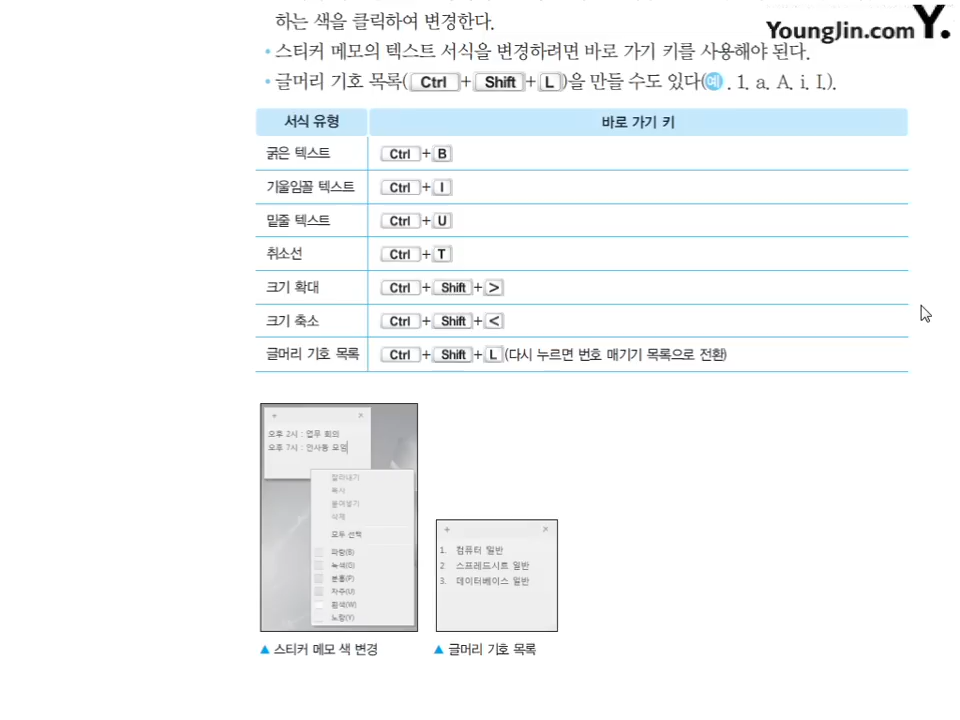 하는 색을 클릭하여 변경한다.
YoungJin.com Y.
• 스티커 메모의 텍스트 서식을 변경하려면 바로 가기 키를 사용해야 된다.
• 글머리 기호 목록(Ctrl+Shift+L)을 만들 수도 있다(예 . 1. a. A. i. I.).
서식 유형 바로 가기 키
굵은 텍스트 Ctrl+B
기울임꼴 텍스트 Ctrl+I
밑줄 텍스트 Ctrl+U
취소선 Ctrl+T
크기 확대 Ctrl+Shift+>
크기 축소 Ctrl+Shift+<
글머리 기호 목록 Ctrl+Shift+L(다시 누르면 번호 매기기 목록으로 전환)
+ ×
오후 2시 : 업무 회의
오후 7시 : 인사동 모임
잘라내기
복사
붙여넣기
삭제
모두 선택
파랑(B)
녹색(G)
분홍(P)
자주(U)
흰색(W)
노랑(Y)
▲ 스티커 메모 색 변경
+ ×
1. 컴퓨터 일반
2. 스프레드시트 일반
3. 데이터베이스 일반
▲ 글머리 기호 목록